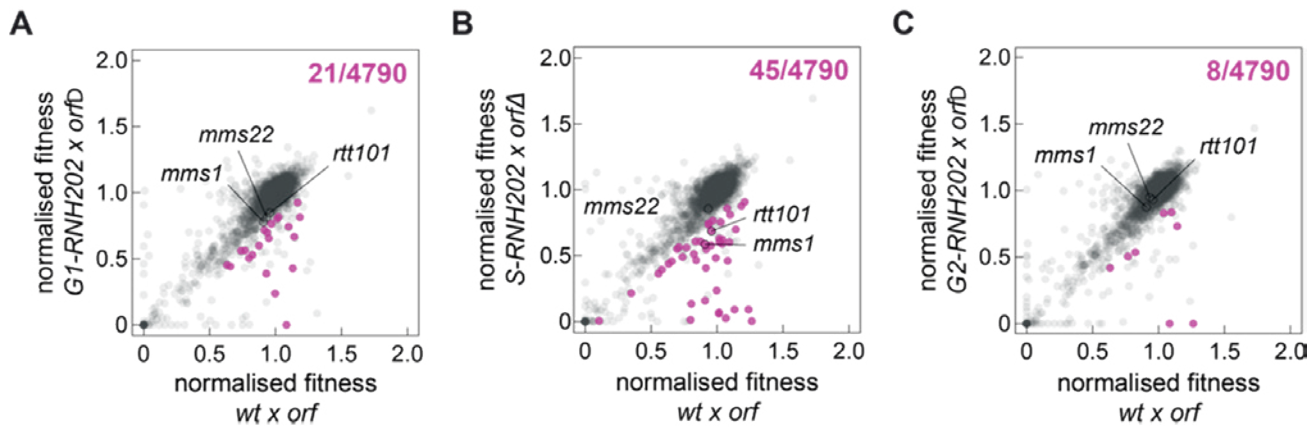 A
normalised fitness
G1-RNH202 x orfD
2.0
1.5
1.0
0.5
0
21/4790
mms22
rtt101
mms1
0
0.5
1.0
1.5
2.0
normalised fitness
wt x orf
B
normalised fitness
S-RNH202 x orfΔ
2.0
1.5
1.0
0.5
0
45/4790
mms22
rtt101
mms1
0
0.5
1.0
1.5
2.0
normalised fitness
wt x orf
C
normalised fitness
G2-RNH202 x orfD
2.0
1.5
1.0
0.5
0
8/4790
mms22
rtt101
mms1
0
0.5
1.0
1.5
2.0
normalised fitness
wt x orf